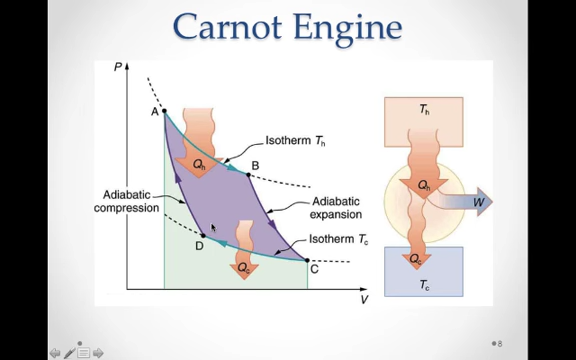 Carnot Engine
P
A
Isotherm Th
Qh
B
Adiabatic
compression
Adiabatic
expansion
Isotherm Tc
D
Qc
C
V
Th
Qh
W
Qc
Tc
8